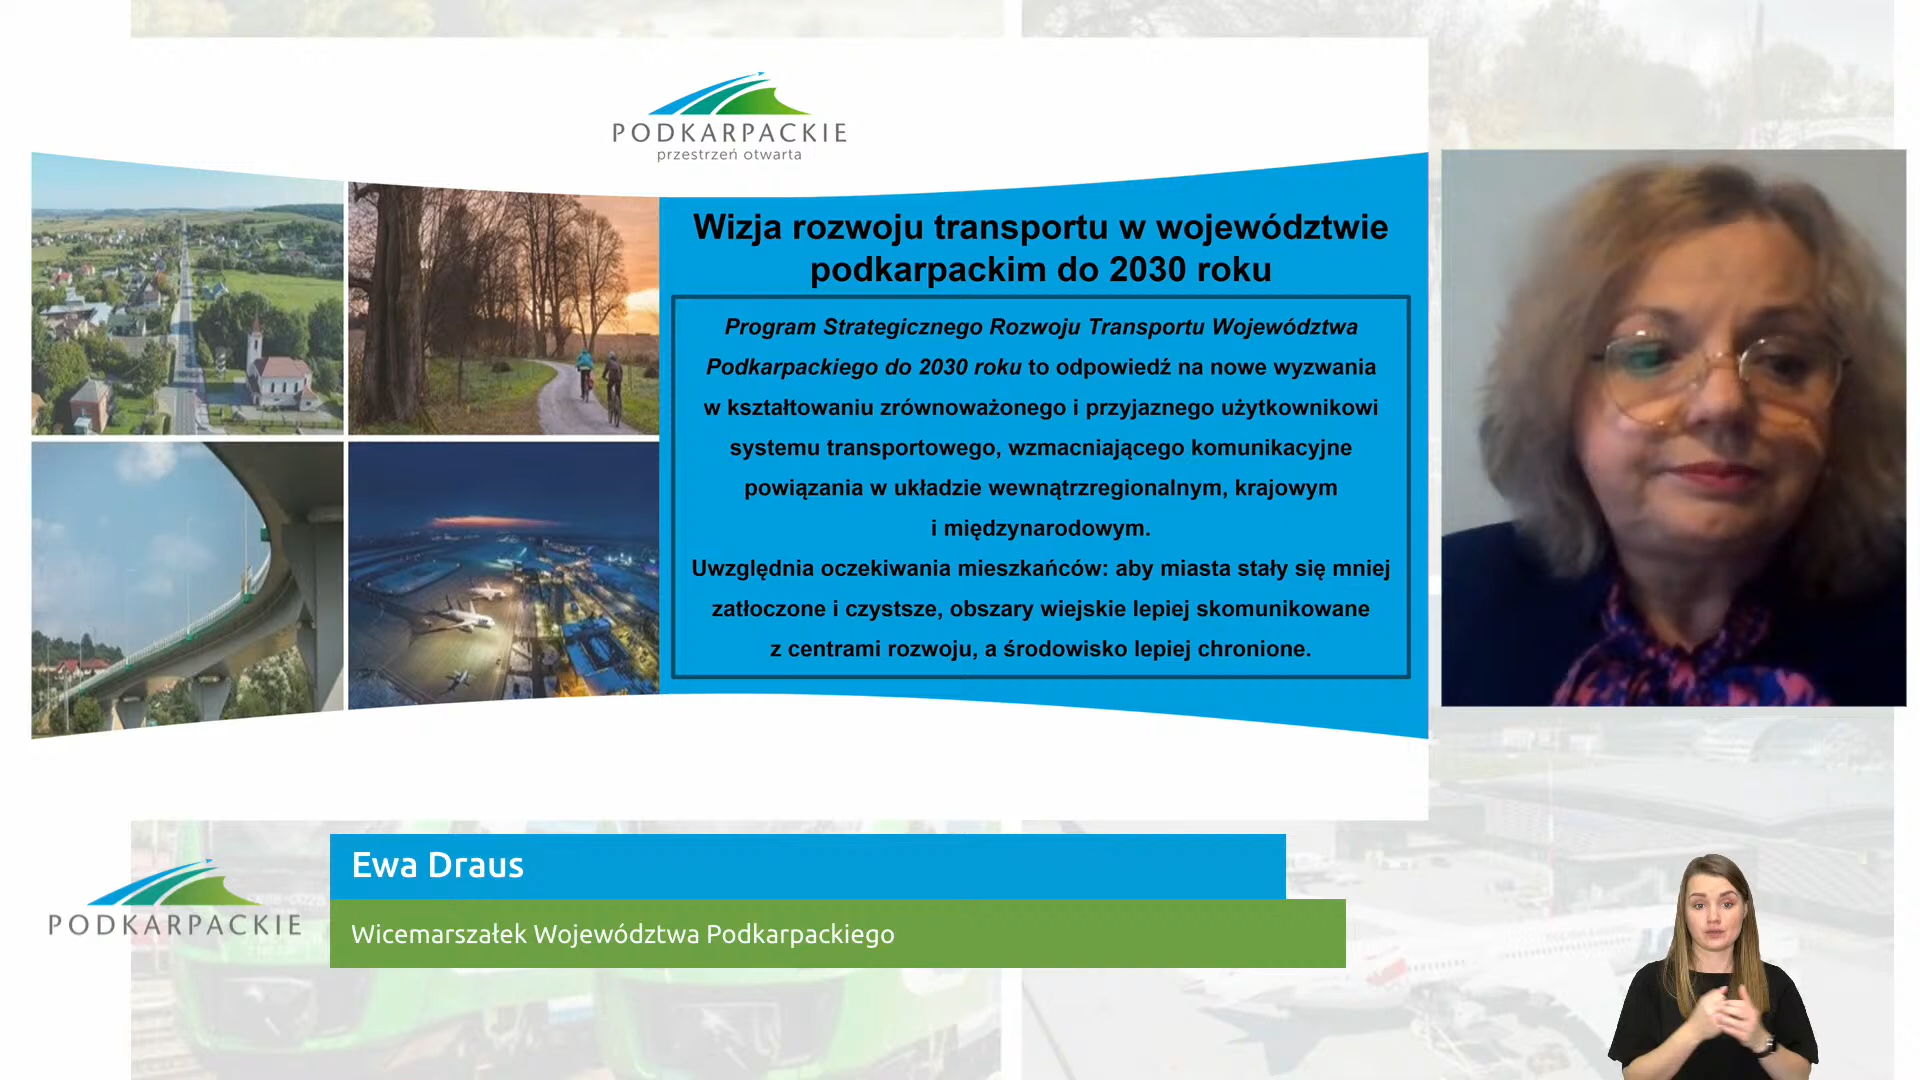 PODKARPACKIE
przestrzeń otwarta
Wizja rozwoju transportu w województwie
podkarpackim do 2030 roku
Program Strategicznego Rozwoju Transportu Województwa
Podkarpackiego do 2030 roku to odpowiedź na nowe wyzwania
w kształtowaniu zrównoważonego i przyjaznego użytkownikowi
systemu transportowego, wzmacniającego komunikacyjne
powiązania w układzie wewnątrzregionalnym, krajowym
i międzynarodowym.
Uwzględnia oczekiwania mieszkańców: aby miasta stały się mniej
zatłoczone i czystsze, obszary wiejskie lepiej skomunikowane
z centrami rozwoju, a środowisko lepiej chronione.
Ewa Draus
PODKARPACKIE
Wicemarszałek Województwa Podkarpackiego